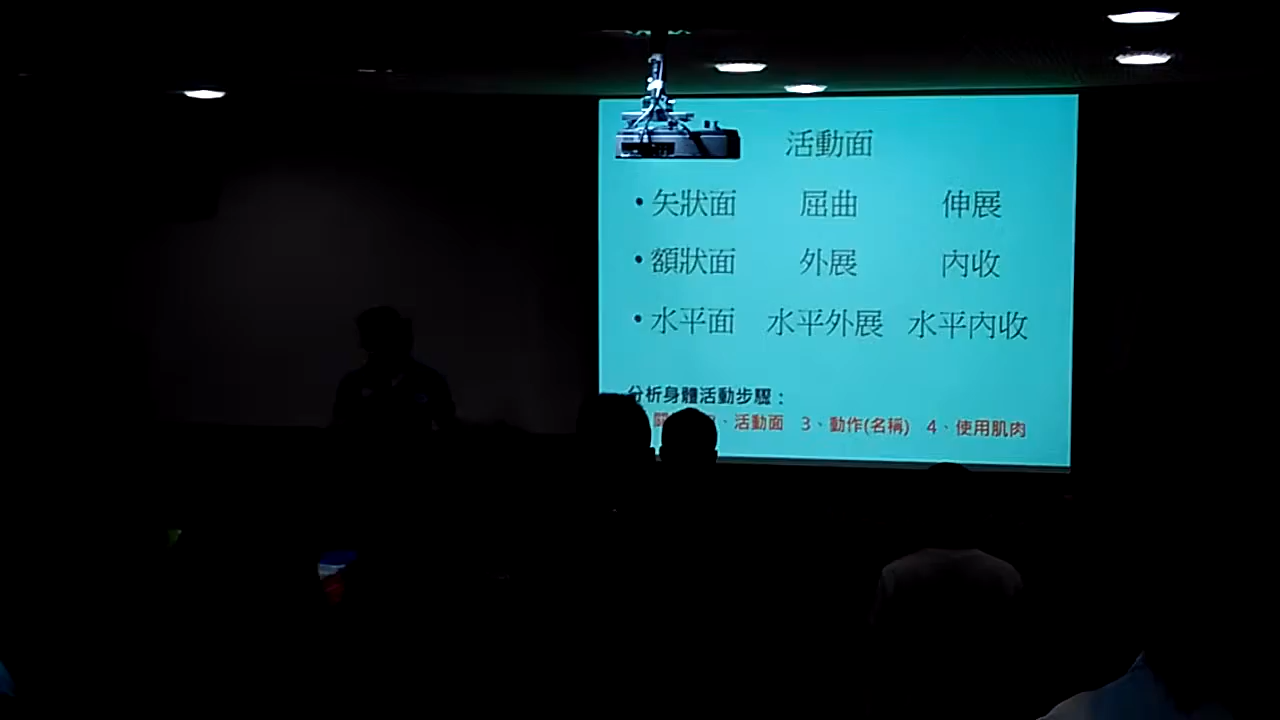 活動面
• 矢狀面 屈曲 伸展
• 額狀面 外展 內收
• 水平面 水平外展 水平內收
分析身體活動步驟：
、活動面 3、動作(名稱) 4、使用肌肉